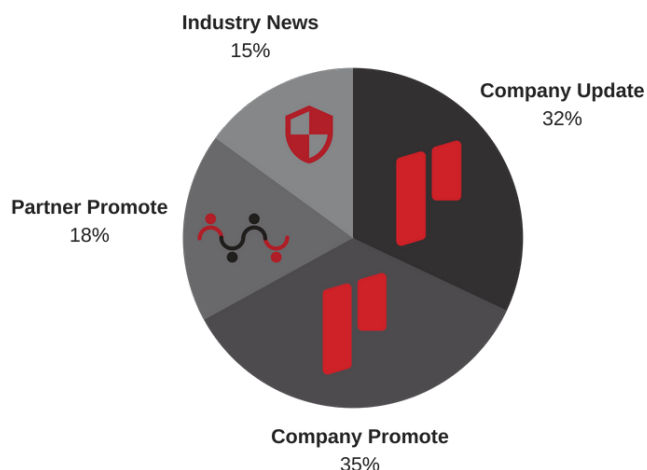 Industry News
15%
Company Update
32%
Partner Promote
18%
Company Promote
35%